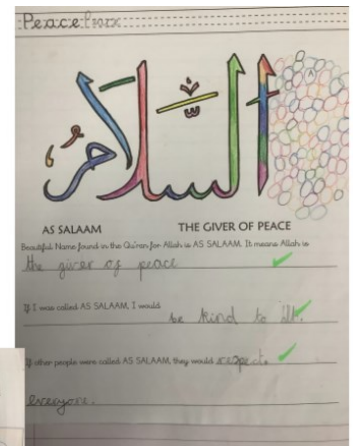 Peace
السَّلَامُ
AS SALAAM THE GIVER OF PEACE
Beautiful Name found in the Qu'ran for Allah is AS SALAAM. It means Allah is
the giver of peace
If I was called AS SALAAM, I would
be kind to
If other people were called AS SALAAM, they would respect
everyone.